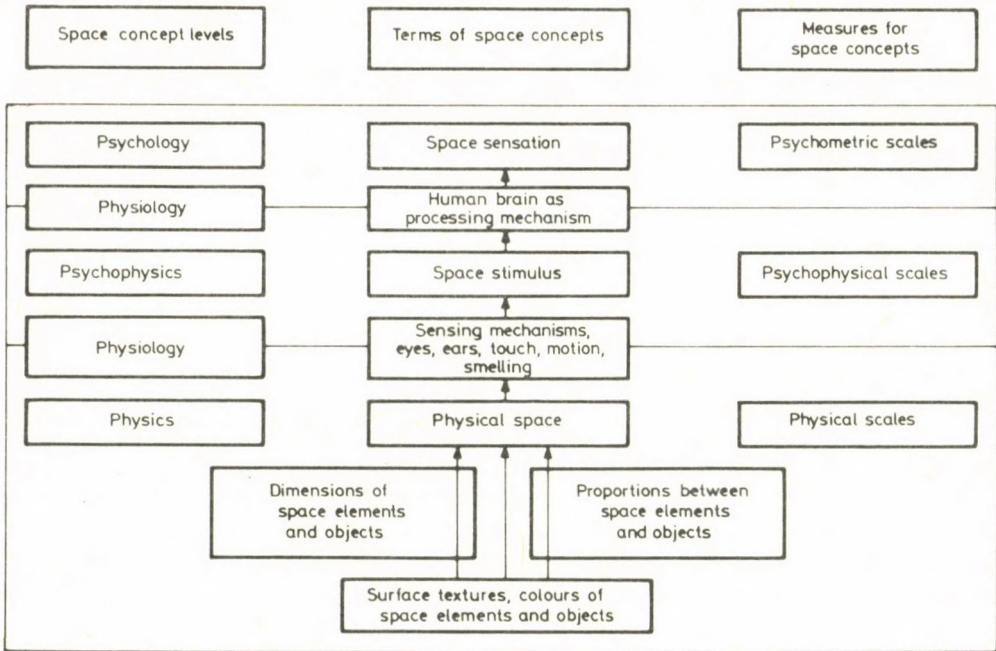 Space concept levels
Terms of space concepts
Measures for
space concepts
Psychology
Space sensation
Psychometric scales
Physiology
Human brain as
processing mechanism
Psychophysics
Space stimulus
Psychophysical scales
Physiology
Sensing mechanisms,
eyes, ears, touch, motion,
smelling
Physics
Physical space
Physical scales
Dimensions of
space elements
and objects
Proportions between
space elements
and objects
Surface textures, colours of
space elements and objects